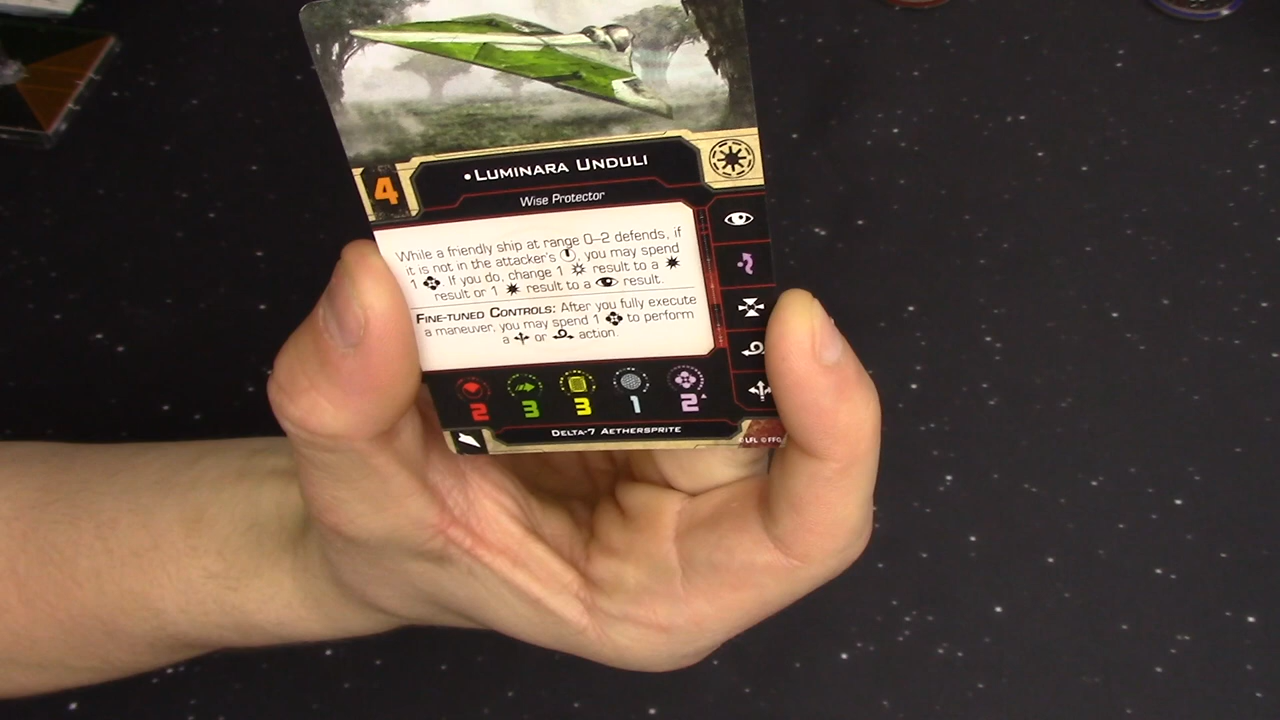 4
•Luminara Unduli
Wise Protector
While a friendly ship at range 0–2 defends, if
it is not in the attacker's , you may spend
1 . If you do, change 1 result to a
result or 1 result to a result.
Fine-tuned Controls: After you fully execute
a maneuver, you may spend 1 to perform
a or action.
2 3 3 1 2
Delta-7 Aethersprite
©LFL ©FFG